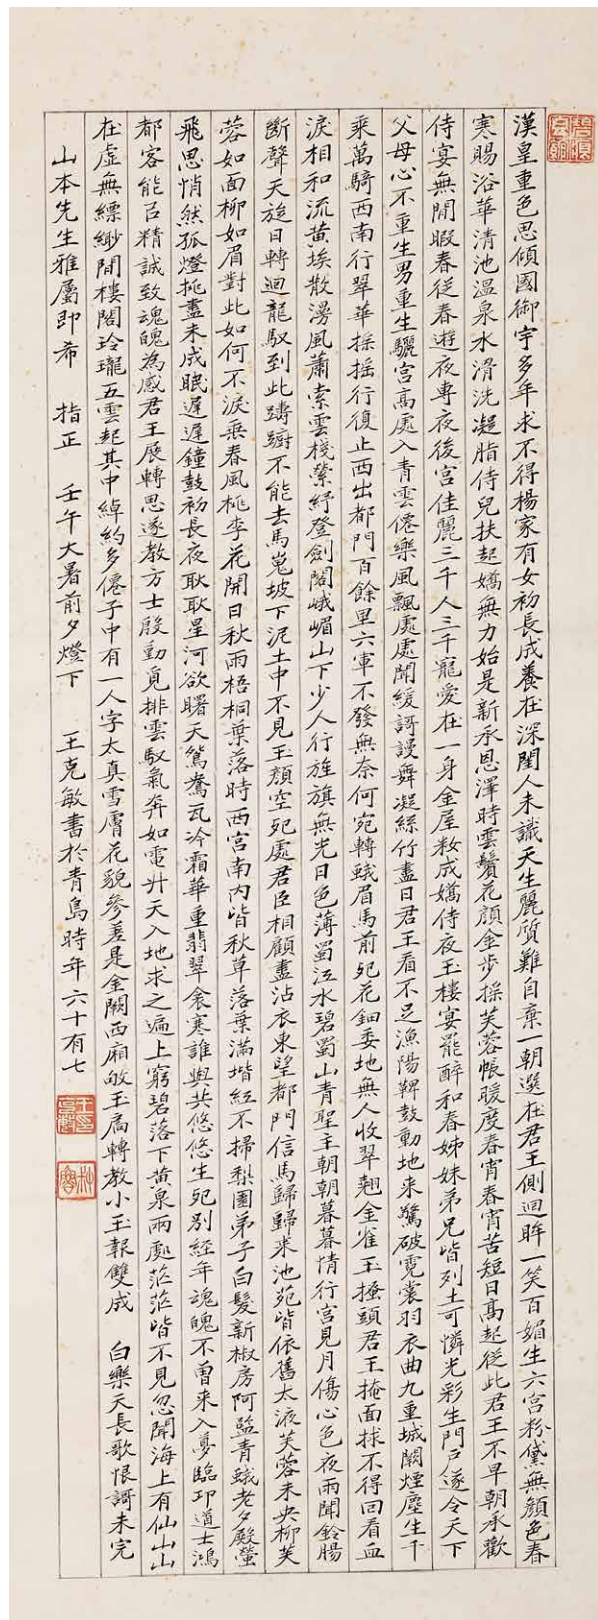 漢皇重色思傾國御宇多年求不得楊家有女初長成養在深閨人未識天生麗質難自棄一朝選在君王側迴眸一笑百媚生六宮粉黛無顏色春
寒賜浴華清池溫泉水滑洗凝脂侍兒扶起嬌無力始是新承恩澤時雲鬢花顏金步搖芙蓉帳暖度春宵春宵苦短日高起從此君王不早朝承歡
侍宴無閒暇春從春遊夜專夜後宮佳麗三千人三千寵愛在一身金屋粧成嬌侍夜玉樓宴罷醉和春姊妹弟兄皆列土可憐光彩生門戶遂令天下
父母心不重生男重生驪宮高處入青雲僊樂風飄處處聞緩謌謾舞凝絲竹盡日君王看不足漁陽鞞鼓動地来驚破霓裳羽衣曲九重城闕煙塵生千
乘萬騎西南行翠華搖搖行復止西出都門百餘里六軍不發無奈何宛轉蛾眉馬前死花鈿委地無人收翠翹金雀玉搔頭君王掩面捄不得回看血
淚相和流黃埃散漫風蕭索雲棧縈紆登劍閣峨嵋山下少人行旌旗無光日色薄蜀江水碧蜀山青聖主朝朝暮暮情行宮見月傷心色夜雨聞鈴腸
斷聲天旋日轉迴龍馭到此躊躇不能去馬嵬坡下泥土中不見玉顏空死處君臣相顧盡沾衣東望都門信馬歸歸来池苑皆依舊太液芙蓉未央柳芙
蓉如面柳如眉對此如何不淚垂春風桃李花開日秋雨梧桐葉落時西宮南內皆秋草落葉滿堦紅不掃梨園弟子白髮新椒房阿監青蛾老夕殿螢
飛思悄然孤燈挑盡未成眠遲遲鐘鼓初長夜耿耿星河欲曙天鴛鴦瓦冷霜華重翡翠衾寒誰與共悠悠生死別經年魂魄不曽来入夢臨邛道士鴻
都客能召精誠致魂魄為感君王展轉思遂教方士殷勤覓排雲馭氣奔如電升天入地求之遍上窮碧落下黃泉兩處茫茫皆不見忽聞海上有仙山山
在虛無縹緲間樓閣玲瓏五雲起其中綽約多僊子中有一人字太真雪膚花貌參差是金闕西廂敂玉扃轉教小玉報雙成 白樂天長歌恨謌未完
山本先生雅屬即希 指正 壬午大暑前夕燈下 王克敏書於青島時年六十有七